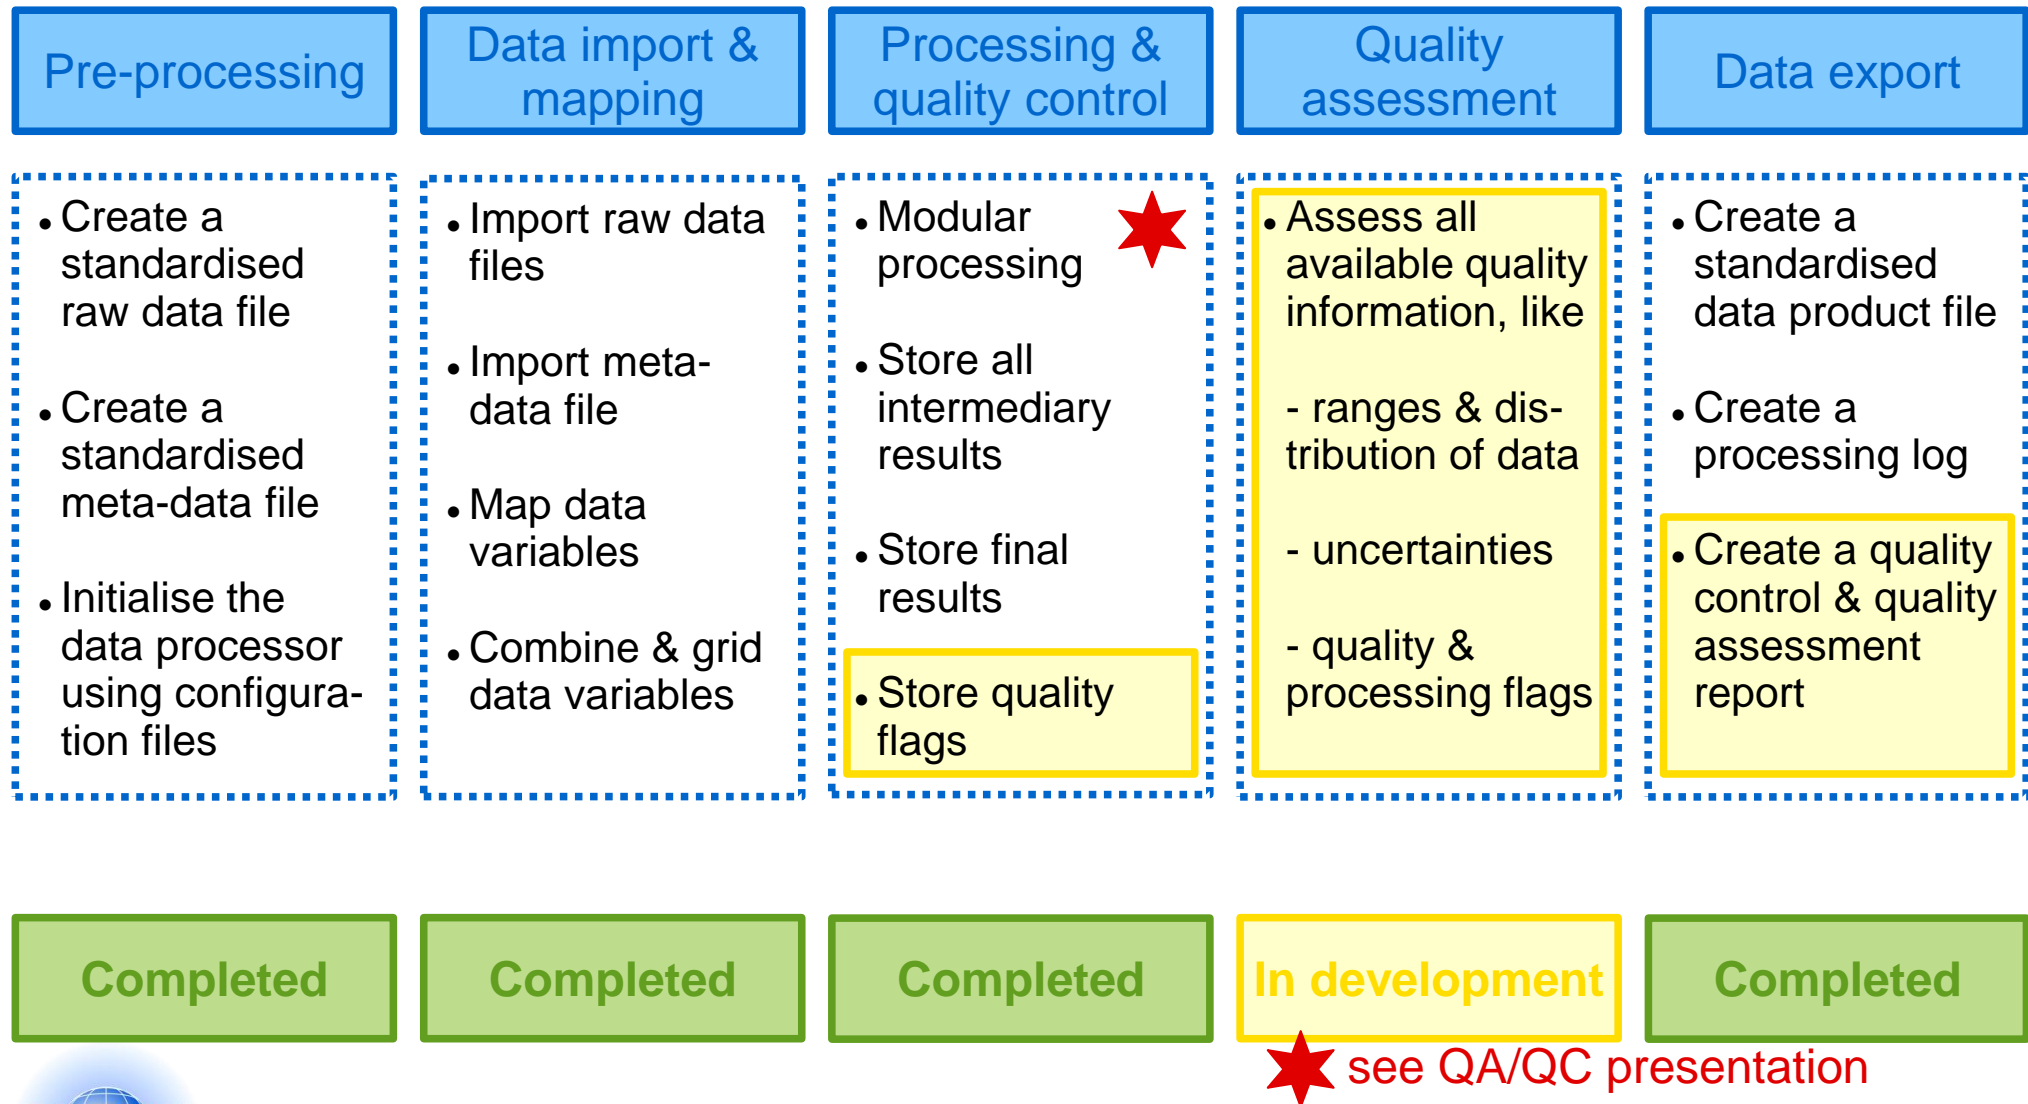 Pre-processing
Data import &
mapping
Processing &
quality control
Quality
assessment
Data export
• Create a
standardised
raw data file
• Create a
standardised
meta-data file
• Initialise the
data processor
using configura-
tion files
• Import raw data
files
• Import meta-
data file
• Map data
variables
• Combine & grid
data variables
• Modular
processing
• Store all
intermediary
results
• Store final
results
• Store quality
flags
• Assess all
available quality
information, like
- ranges & dis-
tribution of data
- uncertainties
- quality &
processing flags
• Create a
standardised
data product file
• Create a
processing log
• Create a quality
control & quality
assessment
report
Completed
Completed
Completed
In development
Completed
see QA/QC presentation